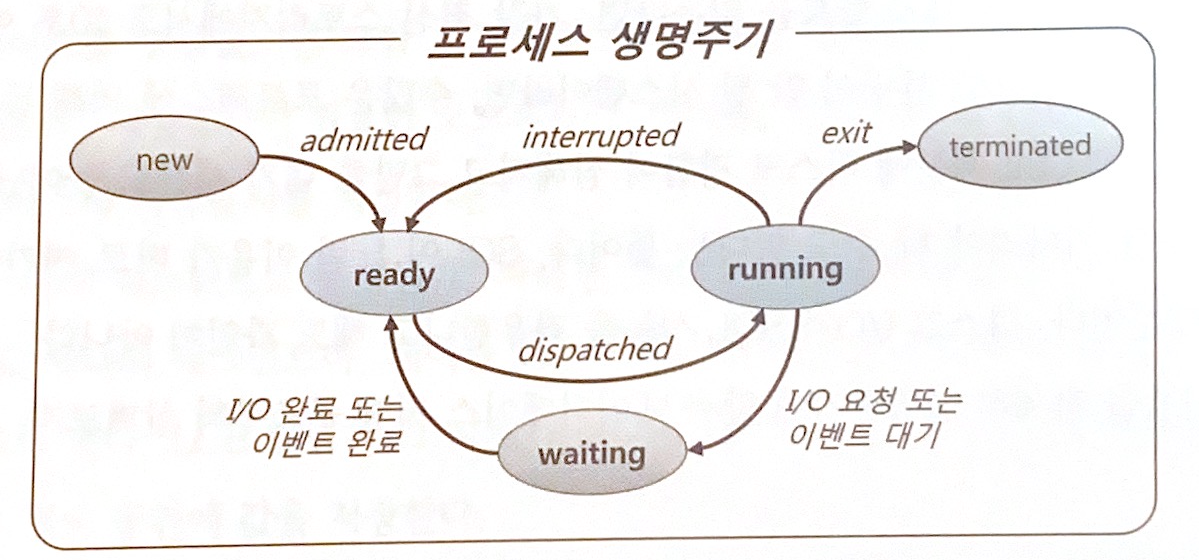 프로세스 생명주기
new
admitted
interrupted
exit
terminated
ready
running
dispatched
I/O 완료 또는
이벤트 완료
waiting
I/O 요청 또는
이벤트 대기